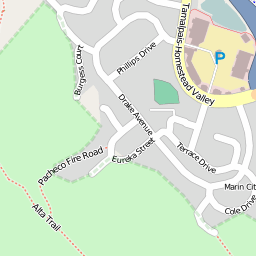 Tamalpais-Homestead Valley
Phillips Drive
P
Burgess Court
Drake Avenue
Eureka Street
Terrace Drive
Pacheco Fire Road
Marin City
Alta Trail
Cole Drive